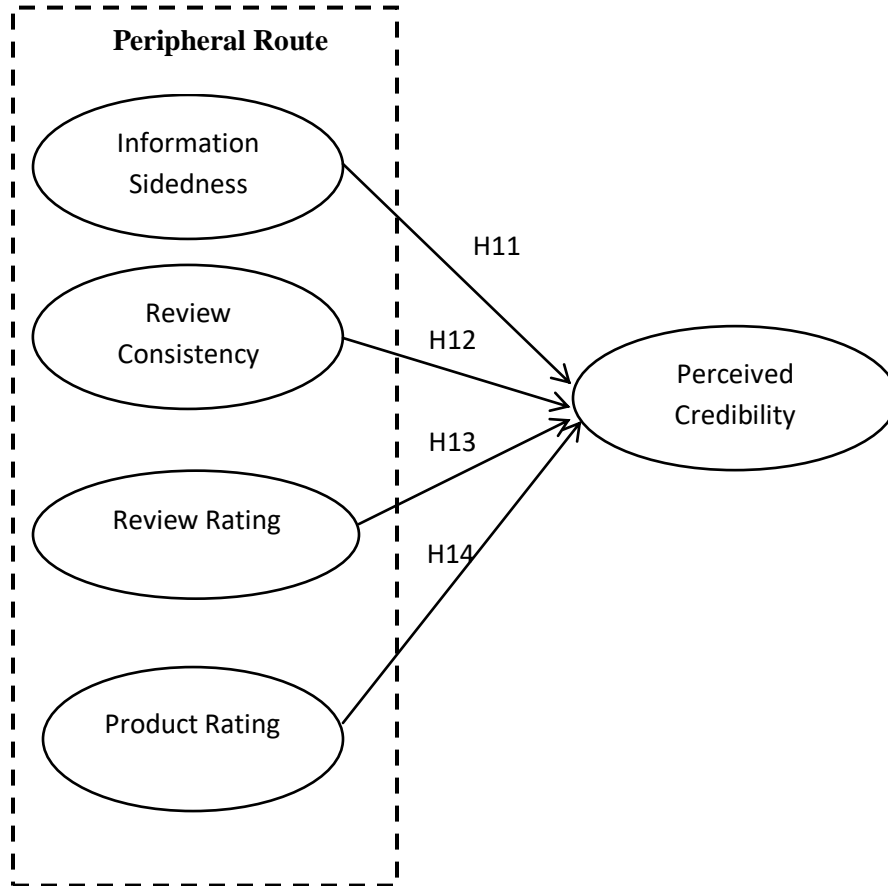 Peripheral Route
Information
Sidedness
H11
Review
Consistency
H12
Perceived
Credibility
H13
Review Rating
H14
Product Rating